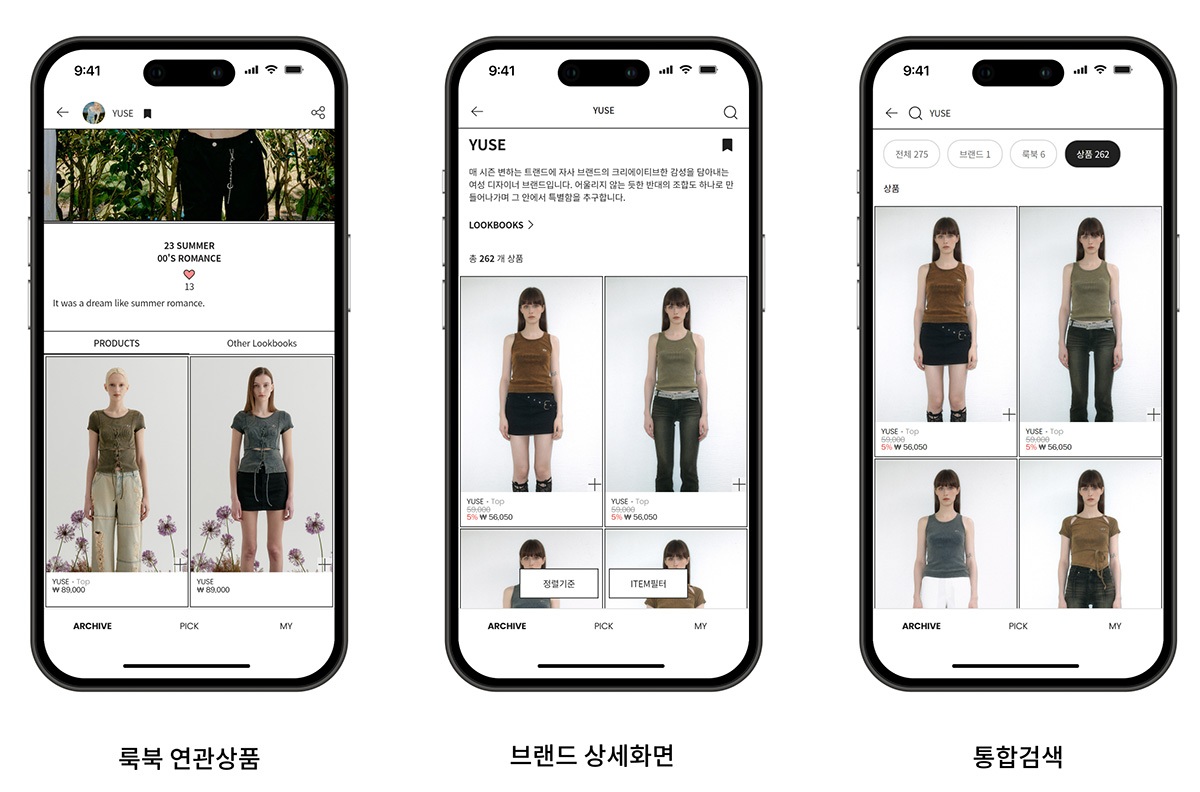 9:41
YUSE
23 SUMMER
00'S ROMANCE
13
It was a dream like summer romance.
PRODUCTS
Other Lookbooks
YUSE • Top
₩ 89,000
YUSE
₩ 89,000
ARCHIVE
PICK
MY
룩북 연관상품
9:41
YUSE
YUSE
매 시즌 변하는 트랜드에 자사 브랜드의 크리에이티브한 감성을 담아내는
여성 디자이너 브랜드입니다. 어울리지 않는 듯한 반대의 조합도 하나로 만
들어나가며 그 안에서 특별함을 추구합니다.
LOOKBOOKS
총 262 개 상품
YUSE • Top
59,000
5% ₩ 56,050
YUSE • Top
59,000
5% ₩ 56,050
정렬기준
ITEM필터
ARCHIVE
PICK
MY
브랜드 상세화면
9:41
YUSE
전체 275
브랜드 1
룩북 6
상품 262
상품
YUSE • Top
59,000
5% ₩ 56,050
YUSE • Top
59,000
5% ₩ 56,050
ARCHIVE
PICK
MY
통합검색